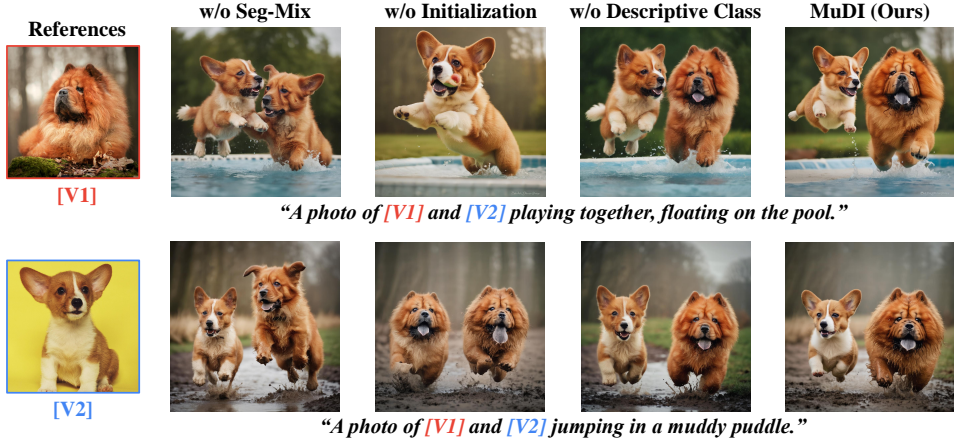 References
w/o Seg-Mix
w/o Initialization
w/o Descriptive Class
MuDI (Ours)
[V1]
“A photo of [V1] and [V2] playing together, floating on the pool.”
[V2]
“A photo of [V1] and [V2] jumping in a muddy puddle.”